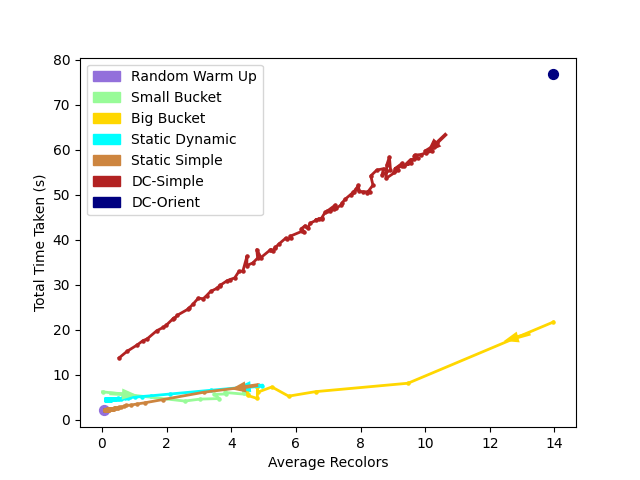 80
70
60
50
40
30
20
10
0
Total Time Taken (s)
Random Warm Up
Small Bucket
Big Bucket
Static Dynamic
Static Simple
DC-Simple
DC-Orient
0 2 4 6 8 10 12 14
Average Recolors